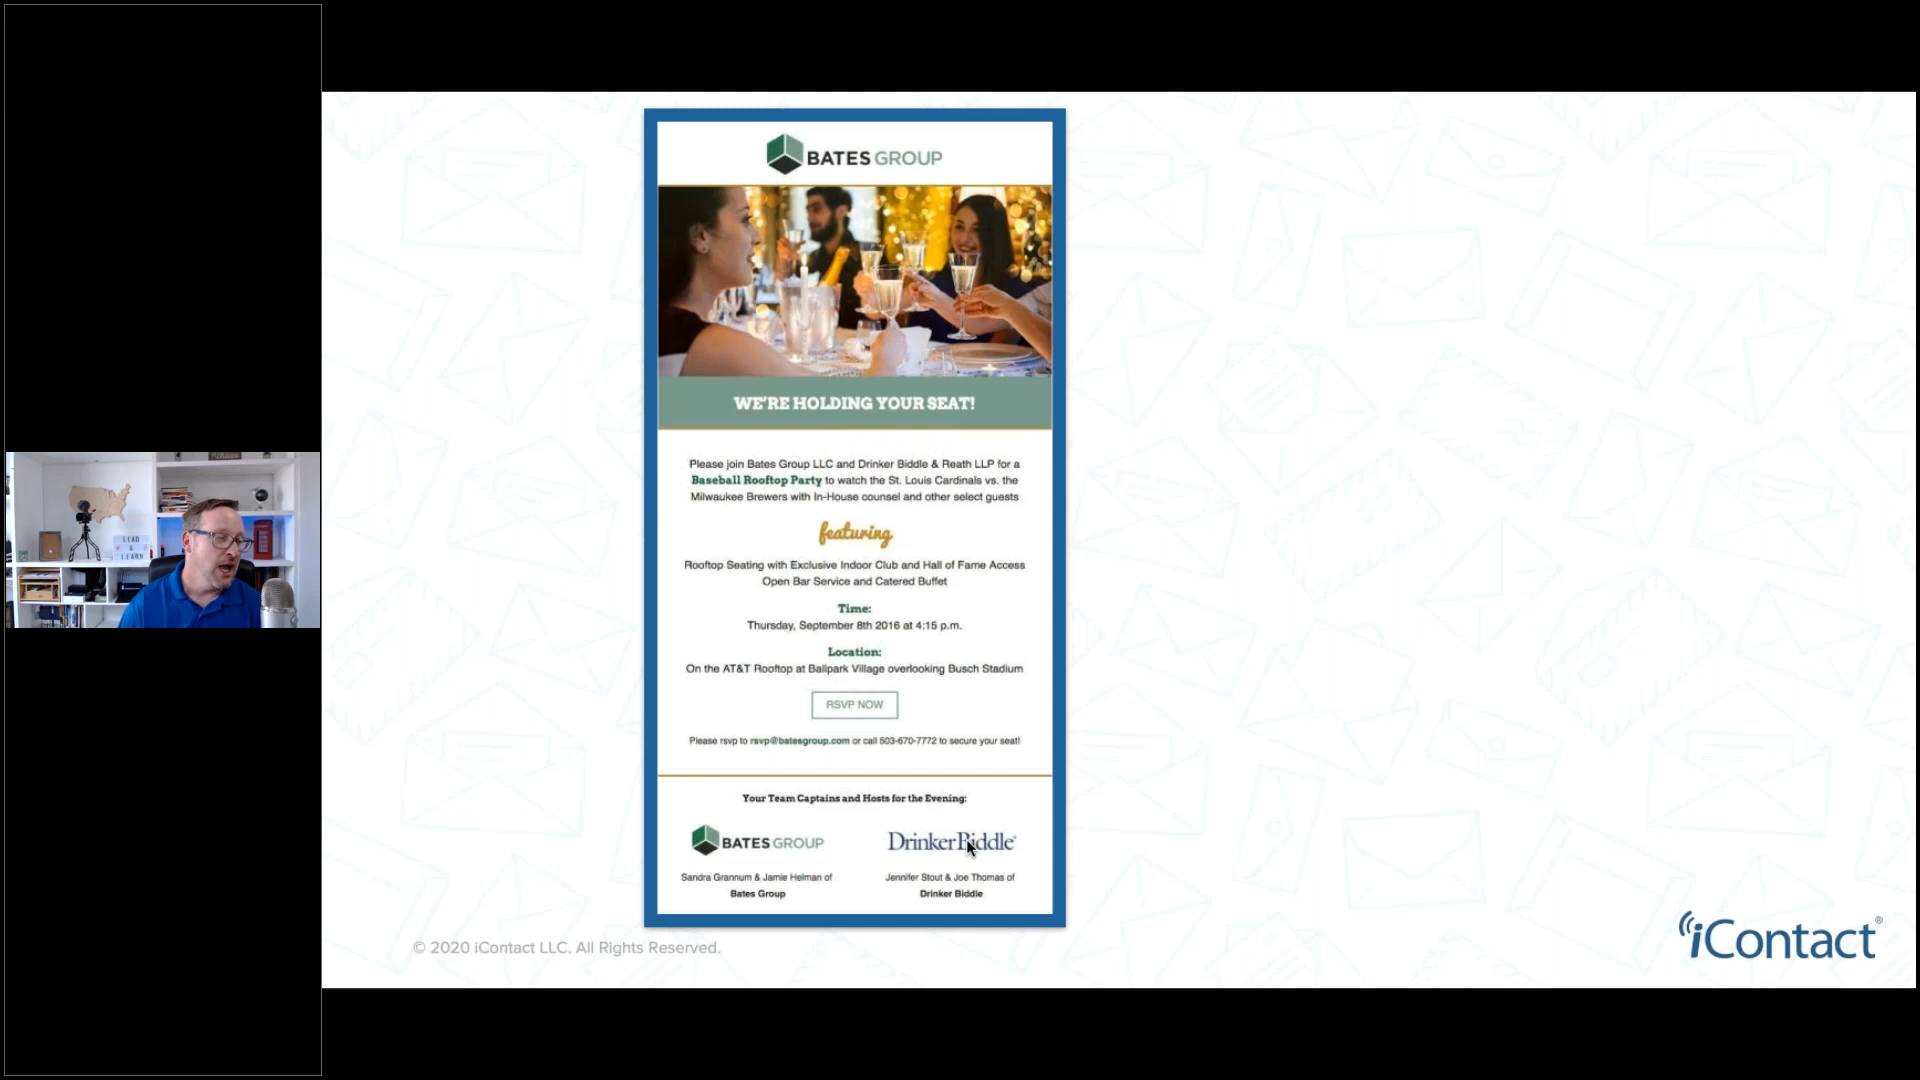 LEAD
&
LEARN
BATES GROUP
WE'RE HOLDING YOUR SEAT!
Please join Bates Group LLC and Drinker Biddle & Reath LLP for a
Baseball Rooftop Party to watch the St. Louis Cardinals vs. the
Milwaukee Brewers with In-House counsel and other select guests
featuring
Rooftop Seating with Exclusive Indoor Club and Hall of Fame Access
Open Bar Service and Catered Buffet
Time:
Thursday, September 8th 2016 at 4:15 p.m.
Location:
On the AT&T Rooftop at Ballpark Village overlooking Busch Stadium
RSVP NOW
Please rsvp to rsvp@batesgroup.com or call 503-670-7772 to secure your seat!
Your Team Captains and Hosts for the Evening:
BATES GROUP
DrinkerBiddle®
Sandra Grannum & Jamie Helman of
Bates Group
Jennifer Stout & Joe Thomas of
Drinker Biddle
© 2020 iContact LLC. All Rights Reserved.
iContact®